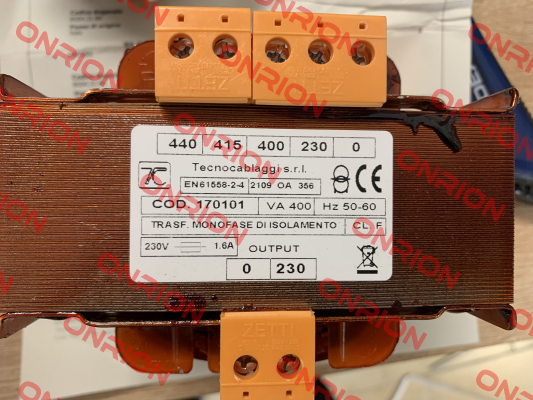 440 415 400 230 0
Tecnocablaggi s.r.l.
EN61558-2-4 2109 OA 356
CE
COD. 170101 VA 400 Hz 50-60
TRASF. MONOFASE DI ISOLAMENTO CL. F
230V 1.6A OUTPUT
0 230
ONRION